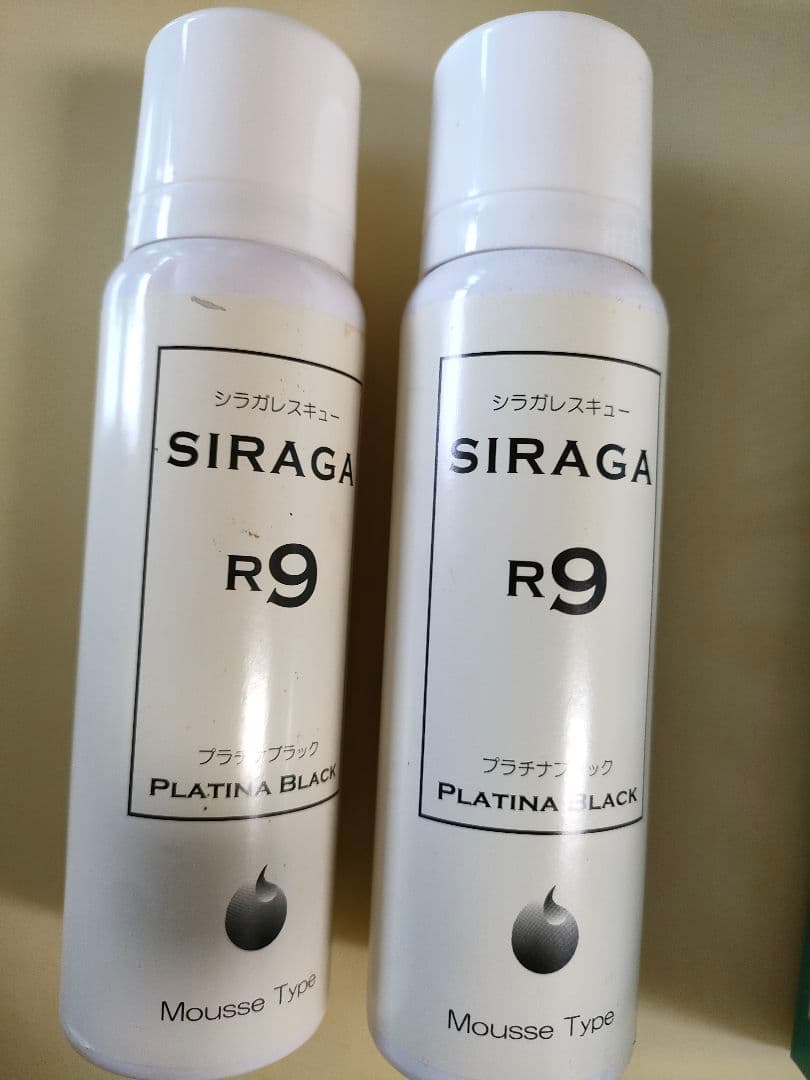 シラガレスキュー
SIRAGA
R9
プラチナブラック
PLATINA BLACK
Mousse Type
シラガレスキュー
SIRAGA
R9
プラチナブラック
PLATINA BLACK
Mousse Type